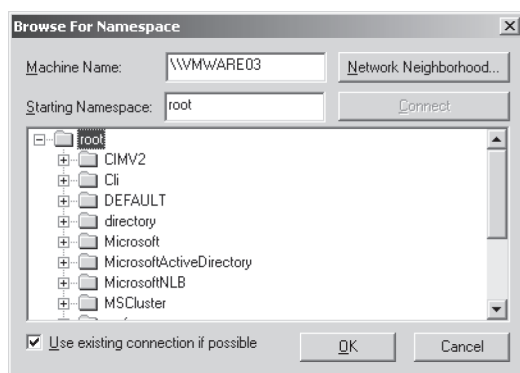 Browse For Namespace
Machine Name: \\VMWARE03 Network Neighborhood...
Starting Namespace: root Connect
root
CIMV2
Cli
DEFAULT
directory
Microsoft
MicrosoftActiveDirectory
MicrosoftNLB
MSCluster
Use existing connection if possible OK Cancel